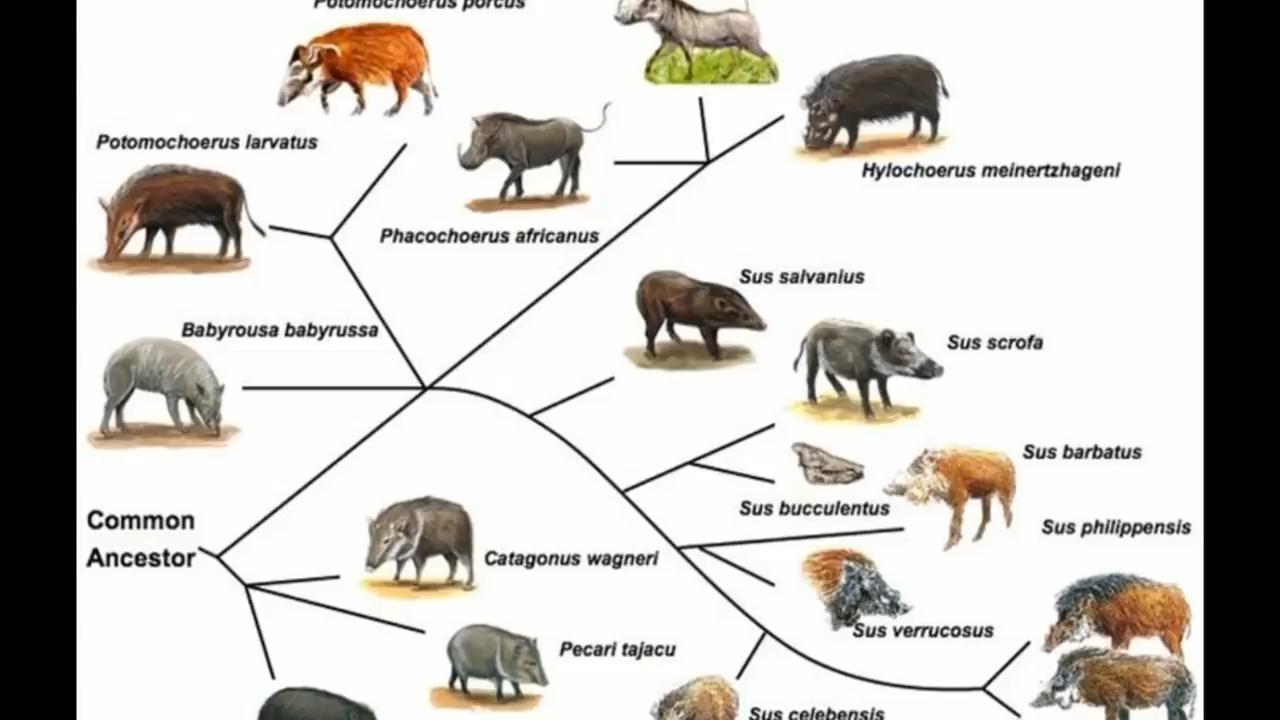 Potomochoerus porcus
Potomochoerus larvatus
Hylochoerus meinertzhageni
Phacochoerus africanus
Sus salvanius
Babyrousa babyrussa
Sus scrofa
Sus barbatus
Sus bucculentus
Common
Ancestor
Sus philippensis
Catagonus wagneri
Sus verrucosus
Pecari tajacu
Sus celebensis